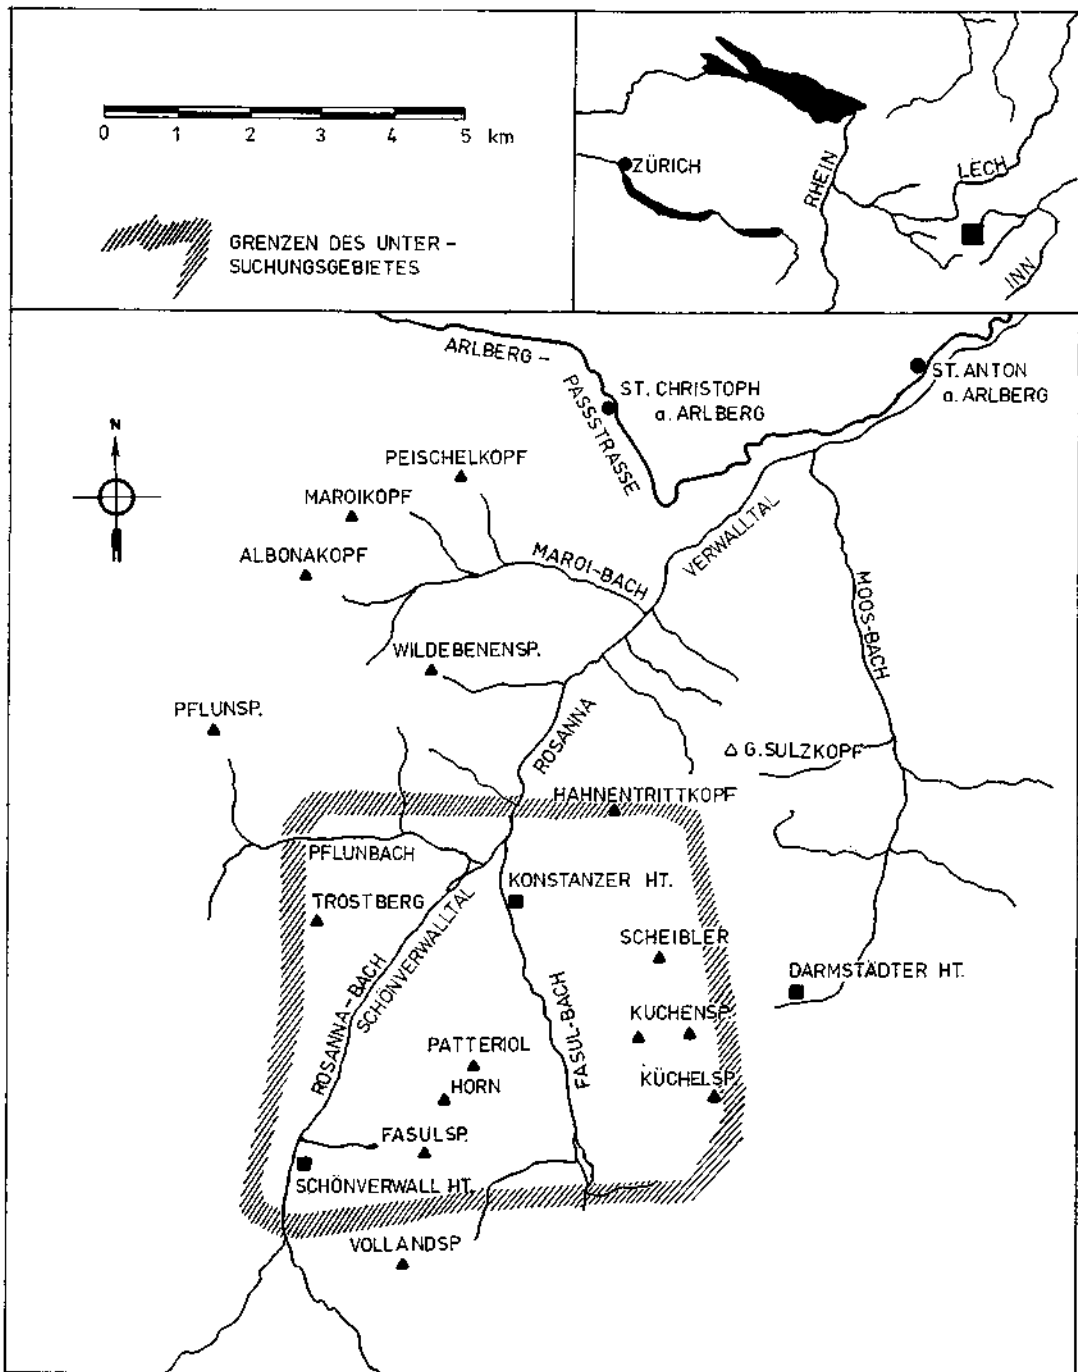 0 1 2 3 4 5 km
GRENZEN DES UNTER-
SUCHUNGSGEBIETES
ZÜRICH
RHEIN
LECH
INN
ARLBERG-
PASSSTRASSE
ST. CHRISTOPH
a. ARLBERG
ST. ANTON
a. ARLBERG
N
PEISCHELKOPF
MAROIKOPF
ALBONAKOPF
MAROI-BACH
VERWALLTAL
MOOS-BACH
WILDEBENENSP.
PFLUNSP.
ROSANNA
G. SULZKOPF
HAHNENTRITTKOPF
PFLUNBACH
KONSTANZER HT.
TROSTBERG
SCHÖNVERWALLTAL
ROSANNA-BACH
SCHEIBLER
DARMSTÄDTER HT.
FASUL-BACH
KUCHENSP.
PATTERIOL
KÜCHELSP.
HORN
FASULSP.
SCHÖNVERWALL HT.
VOLLANDSP